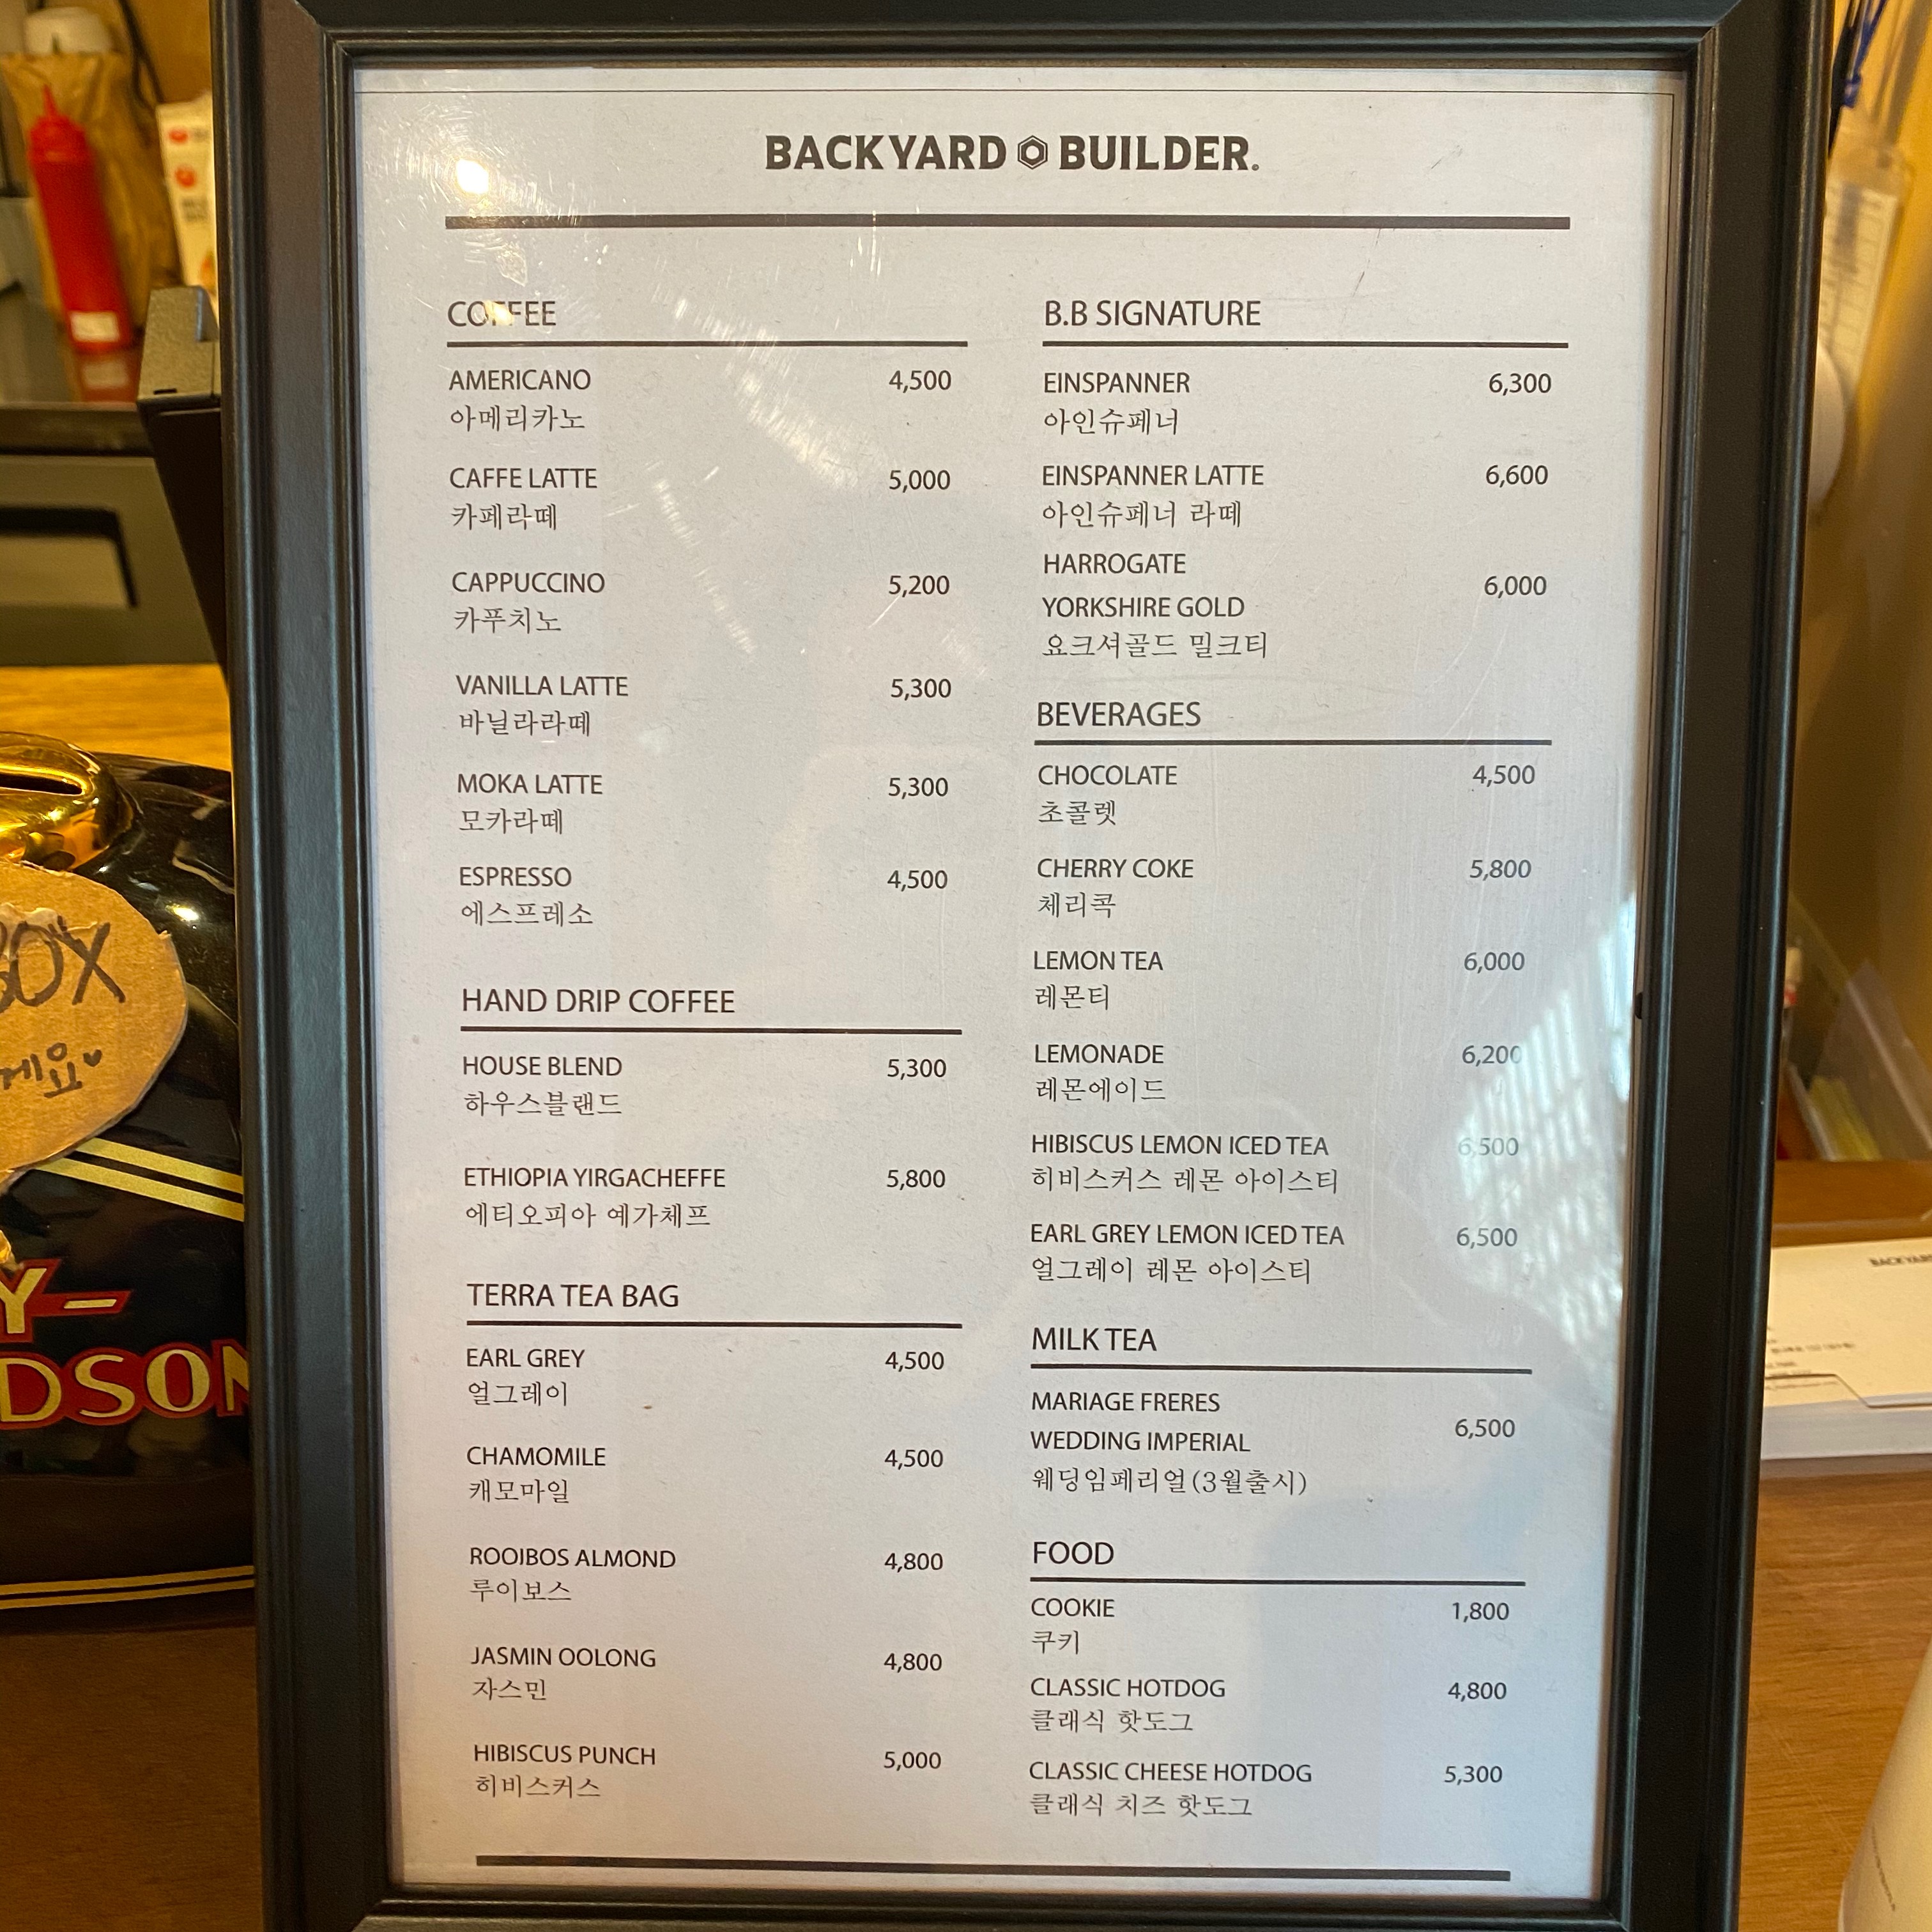 BACKYARD BUILDER.
COFFEE
AMERICANO 4,500
아메리카노
CAFFE LATTE 5,000
카페라떼
CAPPUCCINO 5,200
카푸치노
VANILLA LATTE 5,300
바닐라라떼
MOKA LATTE 5,300
모카라떼
ESPRESSO 4,500
에스프레소
HAND DRIP COFFEE
HOUSE BLEND 5,300
하우스블랜드
ETHIOPIA YIRGACHEFFE 5,800
에티오피아 예가체프
TERRA TEA BAG
EARL GREY 4,500
얼그레이
CHAMOMILE 4,500
캐모마일
ROOIBOS ALMOND 4,800
루이보스
JASMIN OOLONG 4,800
자스민
HIBISCUS PUNCH 5,000
히비스커스
B.B SIGNATURE
EINSPANNER 6,300
아인슈페너
EINSPANNER LATTE 6,600
아인슈페너 라떼
HARROGATE
YORKSHIRE GOLD 6,000
요크셔골드 밀크티
BEVERAGES
CHOCOLATE 4,500
초콜렛
CHERRY COKE 5,800
체리콕
LEMON TEA 6,000
레몬티
LEMONADE 6,200
레몬에이드
HIBISCUS LEMON ICED TEA 6,500
히비스커스 레몬 아이스티
EARL GREY LEMON ICED TEA 6,500
얼그레이 레몬 아이스티
MILK TEA
MARIAGE FRERES
WEDDING IMPERIAL 6,500
웨딩임페리얼(3월출시)
FOOD
COOKIE 1,800
쿠키
CLASSIC HOTDOG 4,800
클래식 핫도그
CLASSIC CHEESE HOTDOG 5,300
클래식 치즈 핫도그
BOX
게요
Y-
DSON